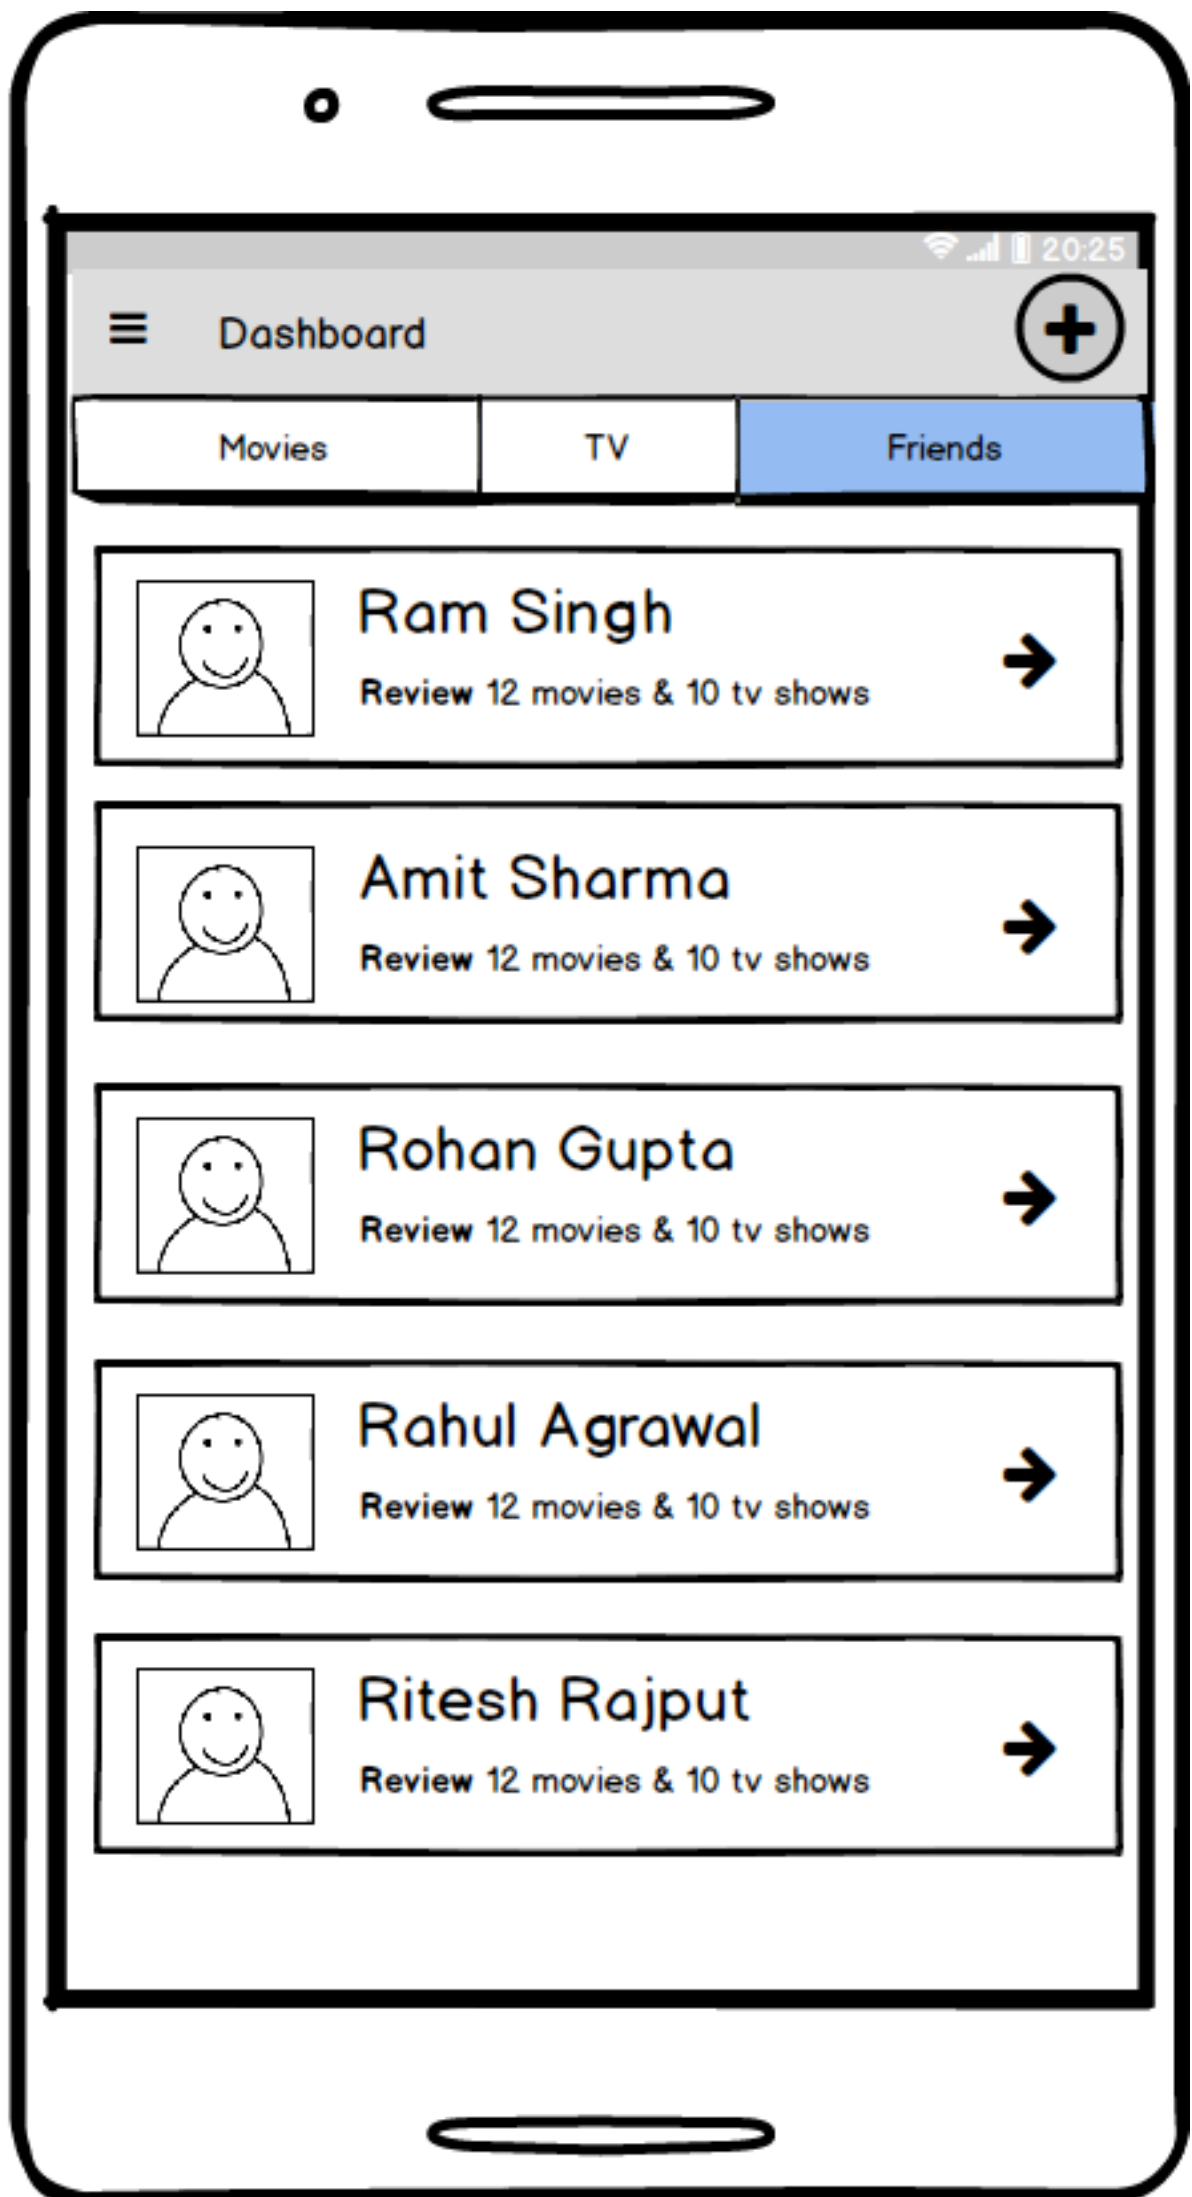 20:25
Dashboard
Movies TV Friends
Ram Singh
Review 12 movies & 10 tv shows
Amit Sharma
Review 12 movies & 10 tv shows
Rohan Gupta
Review 12 movies & 10 tv shows
Rahul Agrawal
Review 12 movies & 10 tv shows
Ritesh Rajput
Review 12 movies & 10 tv shows